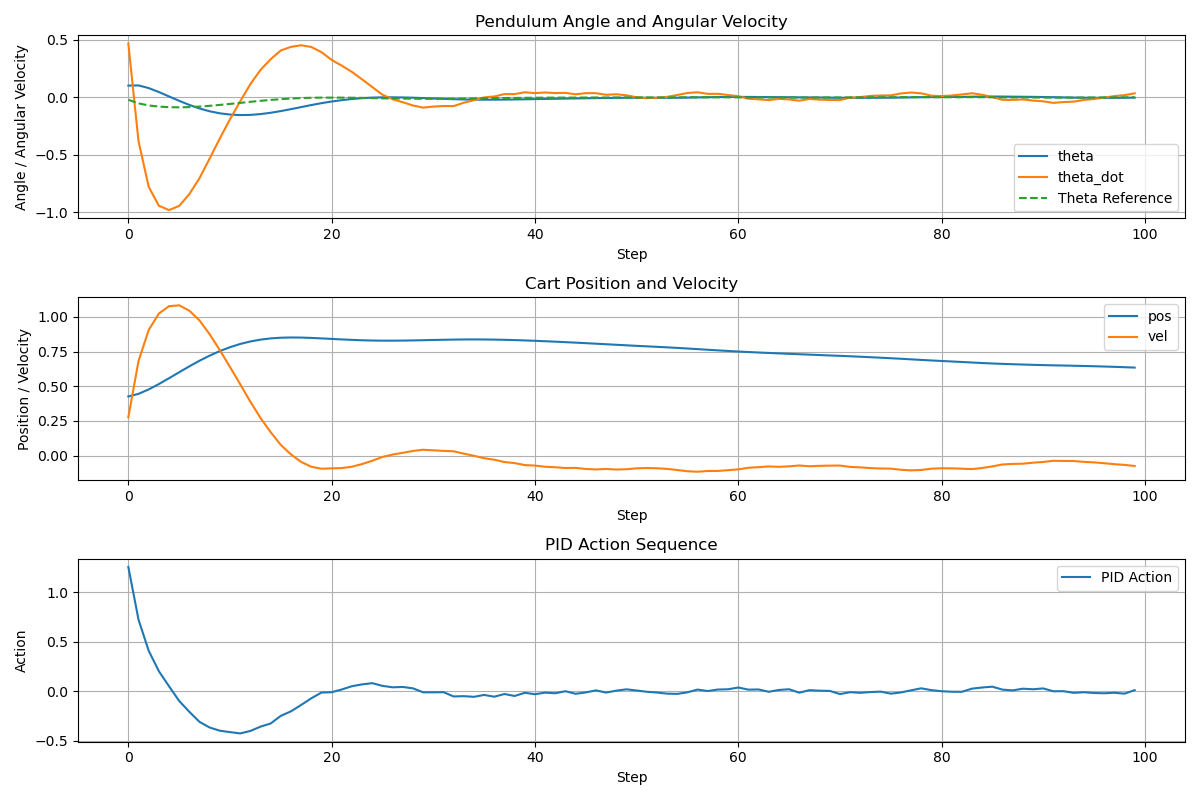 Pendulum Angle and Angular Velocity
Angle / Angular Velocity
0.5
0.0
−0.5
−1.0
theta
theta_dot
Theta Reference
0 20 40 60 80 100
Step
Cart Position and Velocity
Position / Velocity
1.00
0.75
0.50
0.25
0.00
pos
vel
0 20 40 60 80 100
Step
PID Action Sequence
Action
1.0
0.5
0.0
−0.5
PID Action
0 20 40 60 80 100
Step